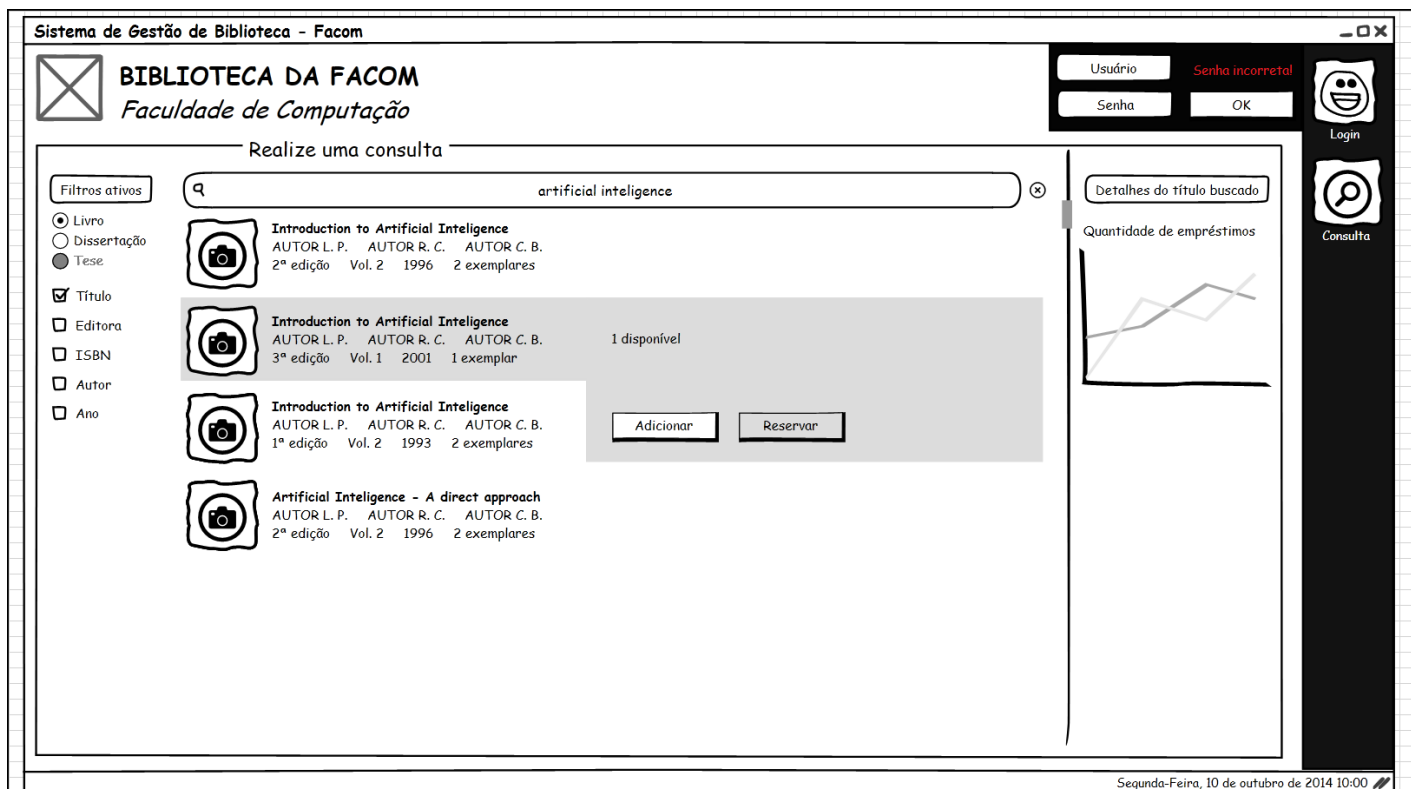 Sistema de Gestão de Biblioteca - Facom
BIBLIOTECA DA FACOM
Faculdade de Computação
Usuário
Senha incorreta!
Senha
OK
Login
Consulta
Realize uma consulta
Filtros ativos
Livro
Dissertação
Tese
Título
Editora
ISBN
Autor
Ano
artificial inteligence
Introduction to Artificial Inteligence
AUTOR L. P. AUTOR R. C. AUTOR C. B.
2ª edição Vol. 2 1996 2 exemplares
Introduction to Artificial Inteligence
AUTOR L. P. AUTOR R. C. AUTOR C. B.
3ª edição Vol. 1 2001 1 exemplar
1 disponível
Introduction to Artificial Inteligence
AUTOR L. P. AUTOR R. C. AUTOR C. B.
1ª edição Vol. 2 1993 2 exemplares
Adicionar
Reservar
Artificial Inteligence - A direct approach
AUTOR L. P. AUTOR R. C. AUTOR C. B.
2ª edição Vol. 2 1996 2 exemplares
Detalhes do título buscado
Quantidade de empréstimos
Segunda-Feira, 10 de outubro de 2014 10:00